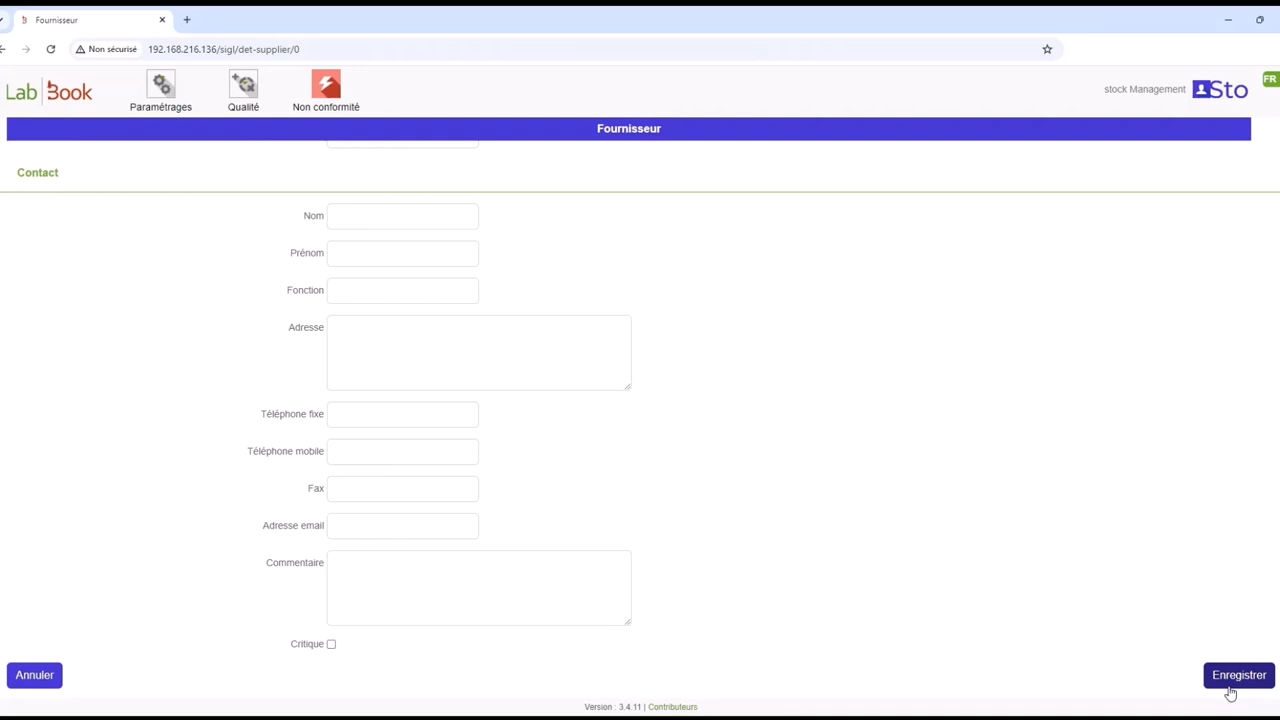 Fournisseur
Non sécurisé 192.168.216.136/sigl/det-supplier/0
Lab Book
Paramétrages
Qualité
Non conformité
stock Management
Sto
FR
Fournisseur
Contact
Nom
Prénom
Fonction
Adresse
Téléphone fixe
Téléphone mobile
Fax
Adresse email
Commentaire
Critique
Annuler
Enregistrer
Version : 3.4.11 | Contributeurs